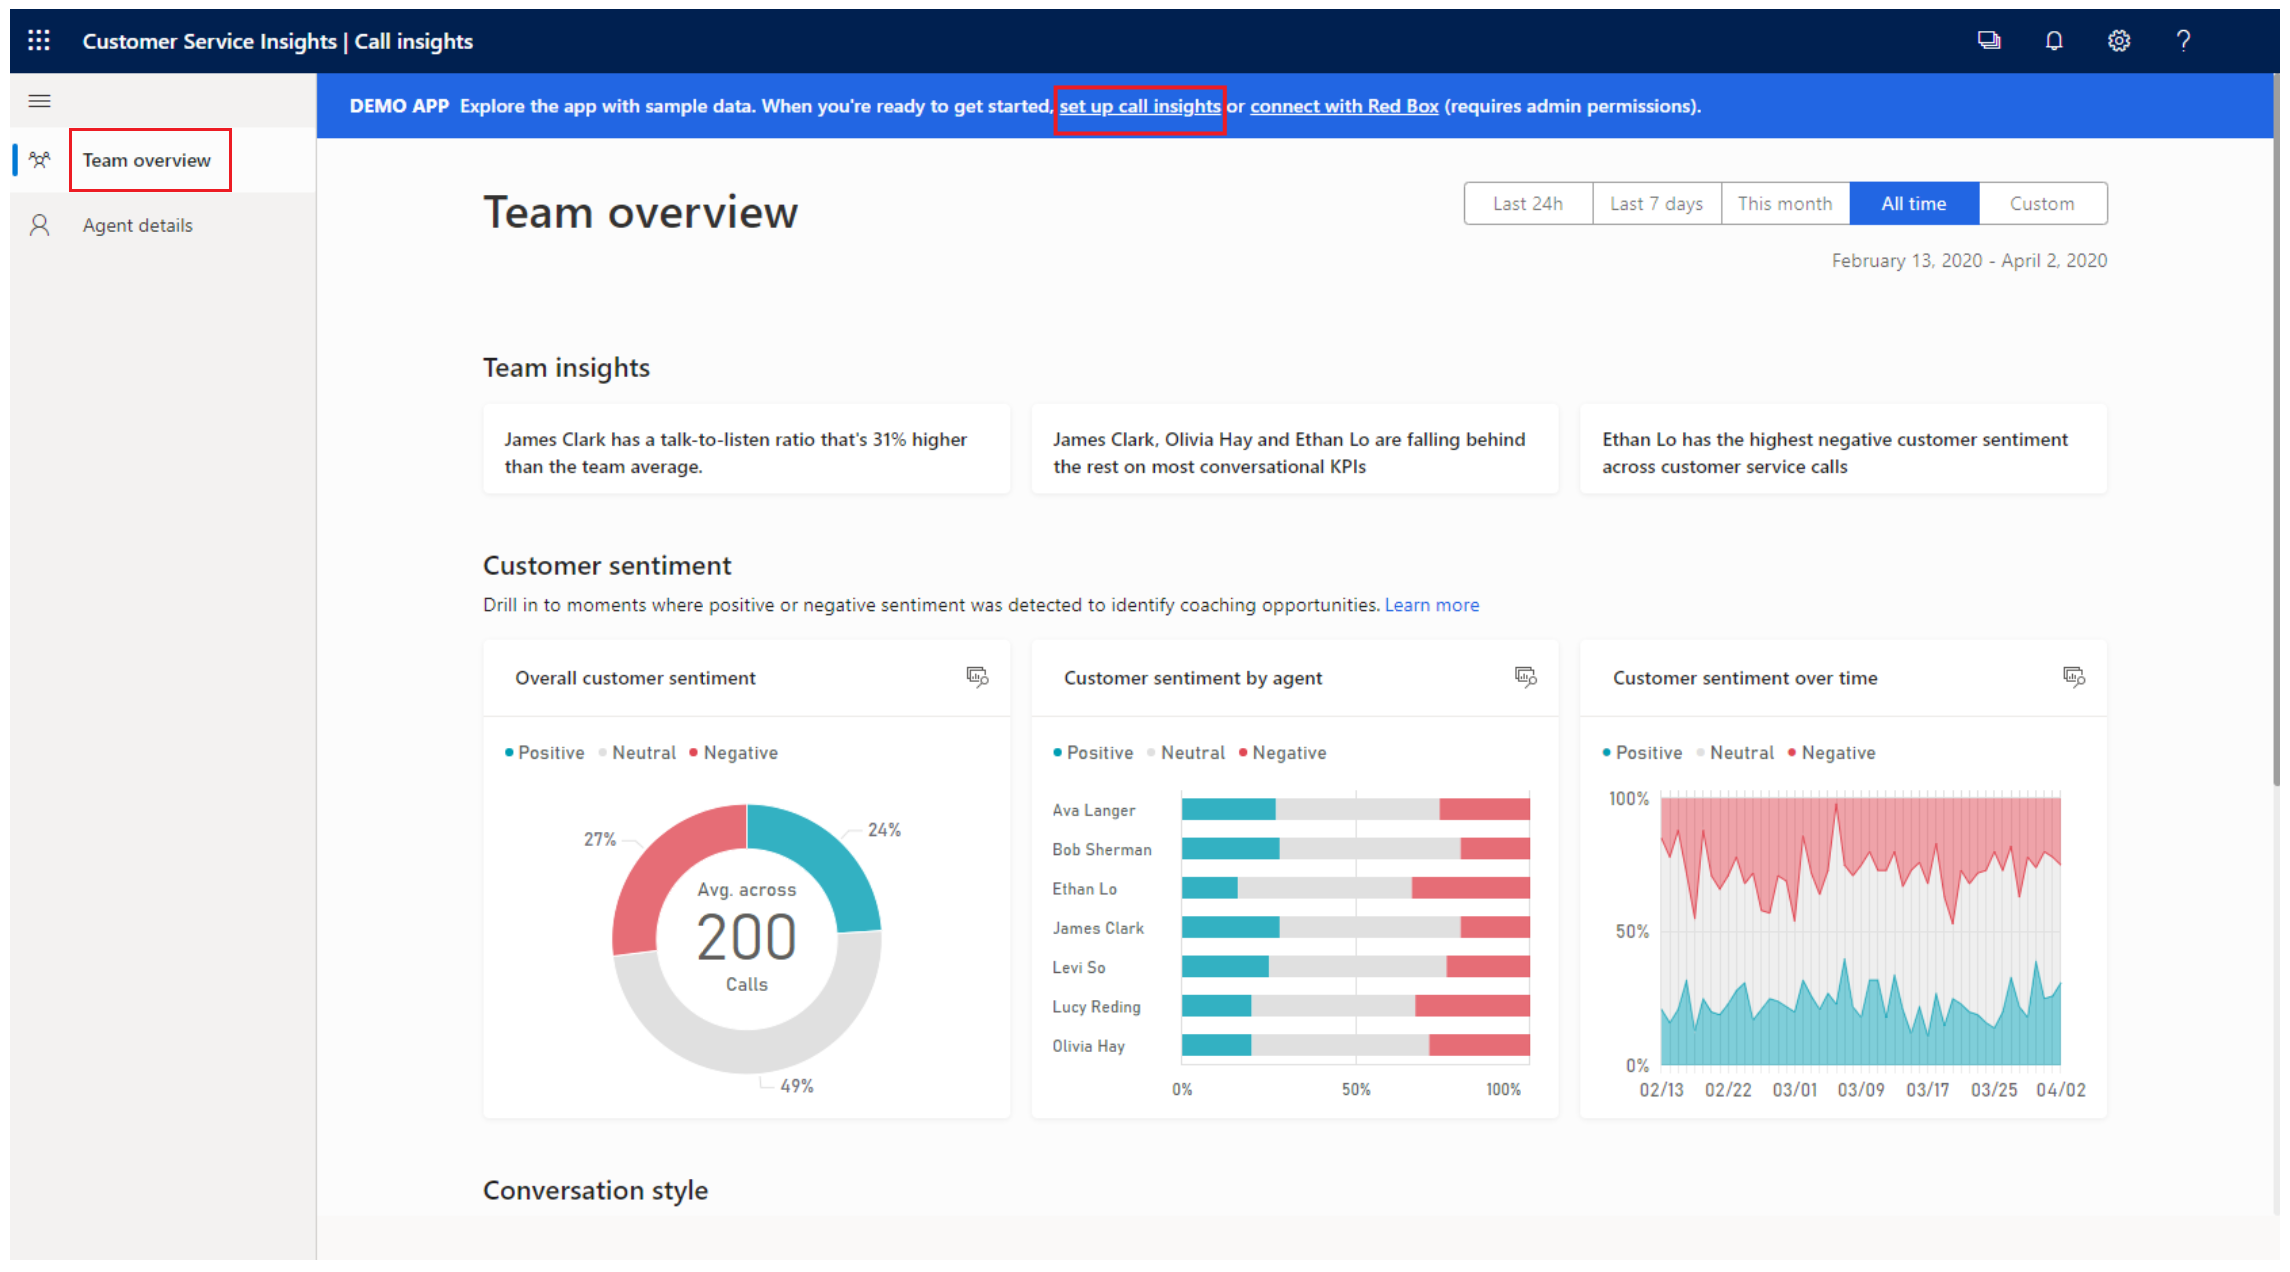 Customer Service Insights | Call insights
DEMO APP Explore the app with sample data. When you're ready to get started, set up call insights or connect with Red Box (requires admin permissions).
Team overview
Agent details
Team overview
Last 24h
Last 7 days
This month
All time
Custom
February 13, 2020 - April 2, 2020
Team insights
James Clark has a talk-to-listen ratio that's 31% higher
than the team average.
James Clark, Olivia Hay and Ethan Lo are falling behind
the rest on most conversational KPIs
Ethan Lo has the highest negative customer sentiment
across customer service calls
Customer sentiment
Drill in to moments where positive or negative sentiment was detected to identify coaching opportunities. Learn more
Overall customer sentiment
Positive Neutral Negative
27%
24%
Avg. across
200
Calls
49%
Customer sentiment by agent
Positive Neutral Negative
Ava Langer
Bob Sherman
Ethan Lo
James Clark
Levi So
Lucy Reding
Olivia Hay
0% 50% 100%
Customer sentiment over time
Positive Neutral Negative
100%
50%
0%
02/13 02/22 03/01 03/09 03/17 03/25 04/02
Conversation style